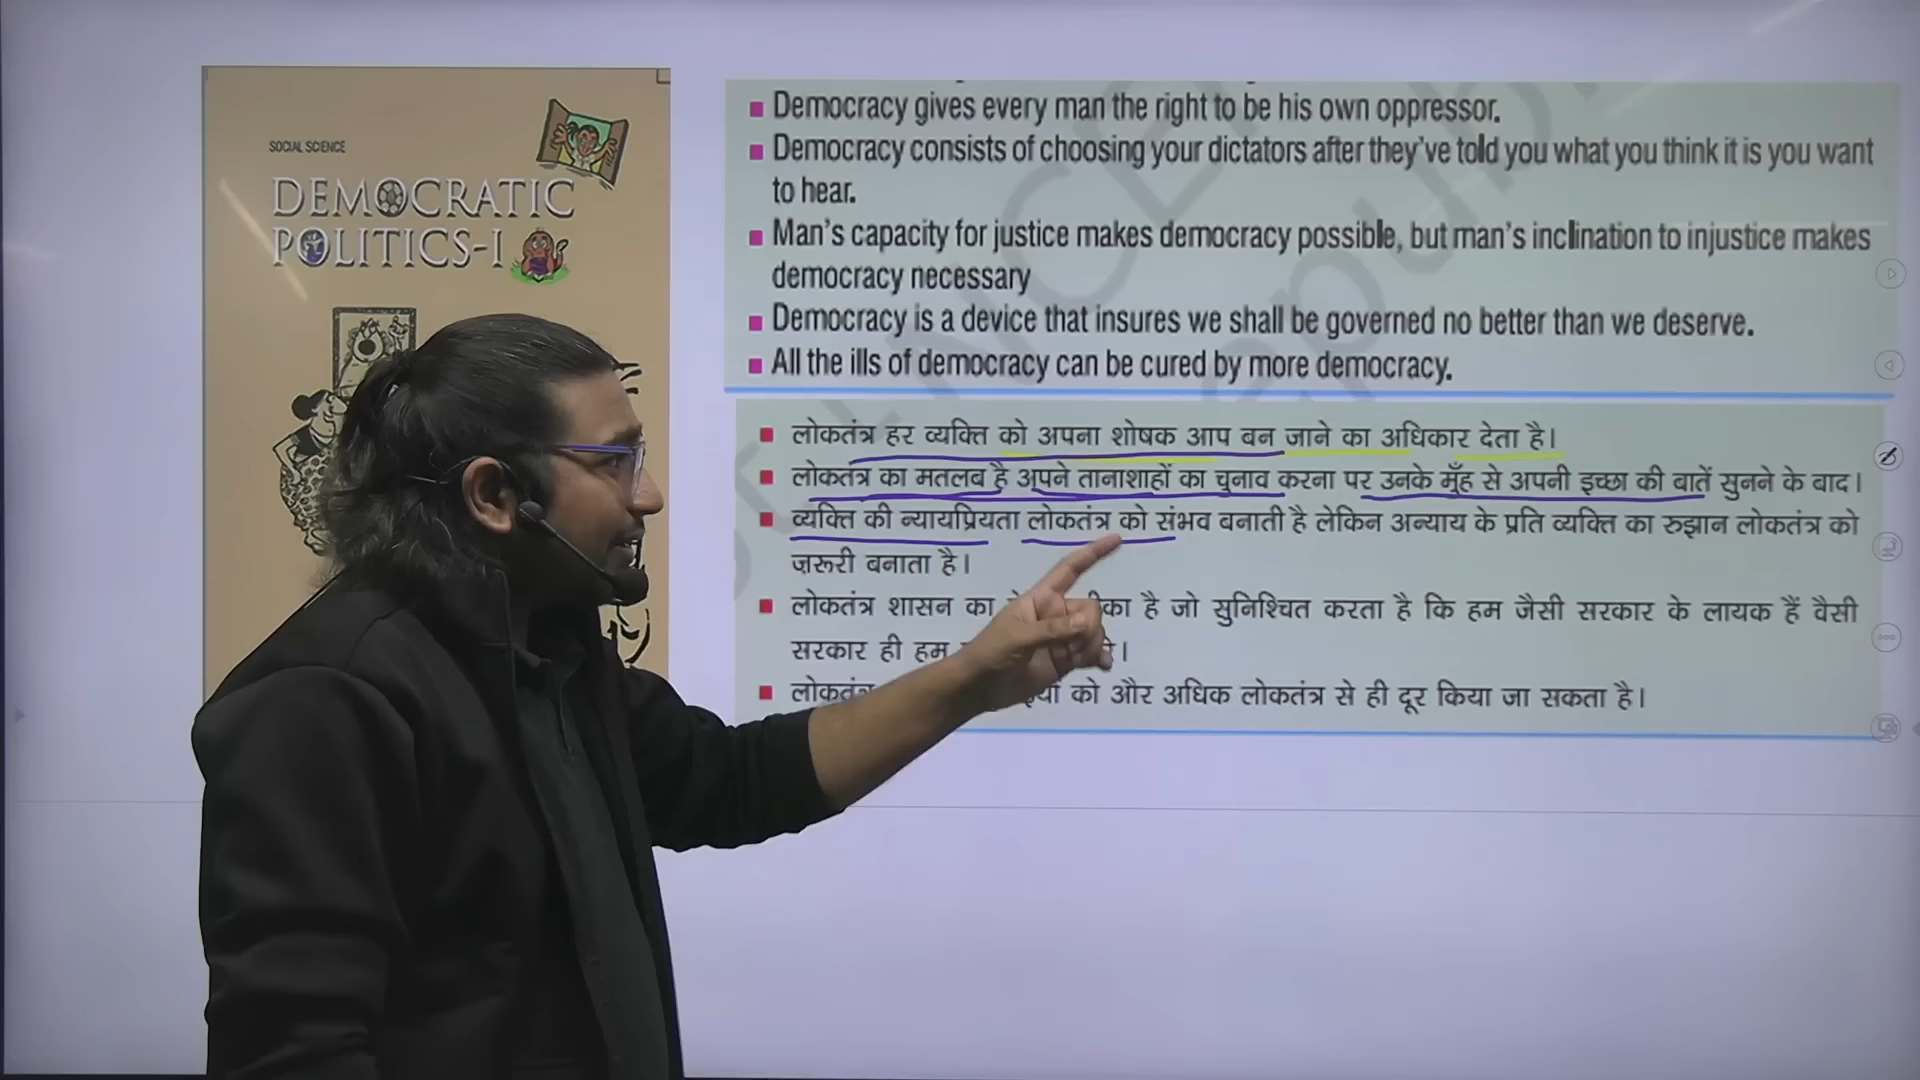 SOCIAL SCIENCE
DEMOCRATIC
POLITICS-I
Democracy gives every man the right to be his own oppressor.
Democracy consists of choosing your dictators after they've told you what you think it is you want
to hear.
Man's capacity for justice makes democracy possible, but man's inclination to injustice makes
democracy necessary
Democracy is a device that insures we shall be governed no better than we deserve.
All the ills of democracy can be cured by more democracy.
लोकतंत्र हर व्यक्ति को अपना शोषक आप बन जाने का अधिकार देता है।
लोकतंत्र का मतलब है अपने तानाशाहों का चुनाव करना पर उनके मुँह से अपनी इच्छा की बातें सुनने के बाद।
व्यक्ति की न्यायप्रियता लोकतंत्र को संभव बनाती है लेकिन अन्याय के प्रति व्यक्ति का रुझान लोकतंत्र को
ज़रूरी बनाता है।
लोकतंत्र शासन का है जो सुनिश्चित करता है कि हम जैसी सरकार के लायक हैं वैसी
सरकार ही हम
को और अधिक लोकतंत्र से ही दूर किया जा सकता है।